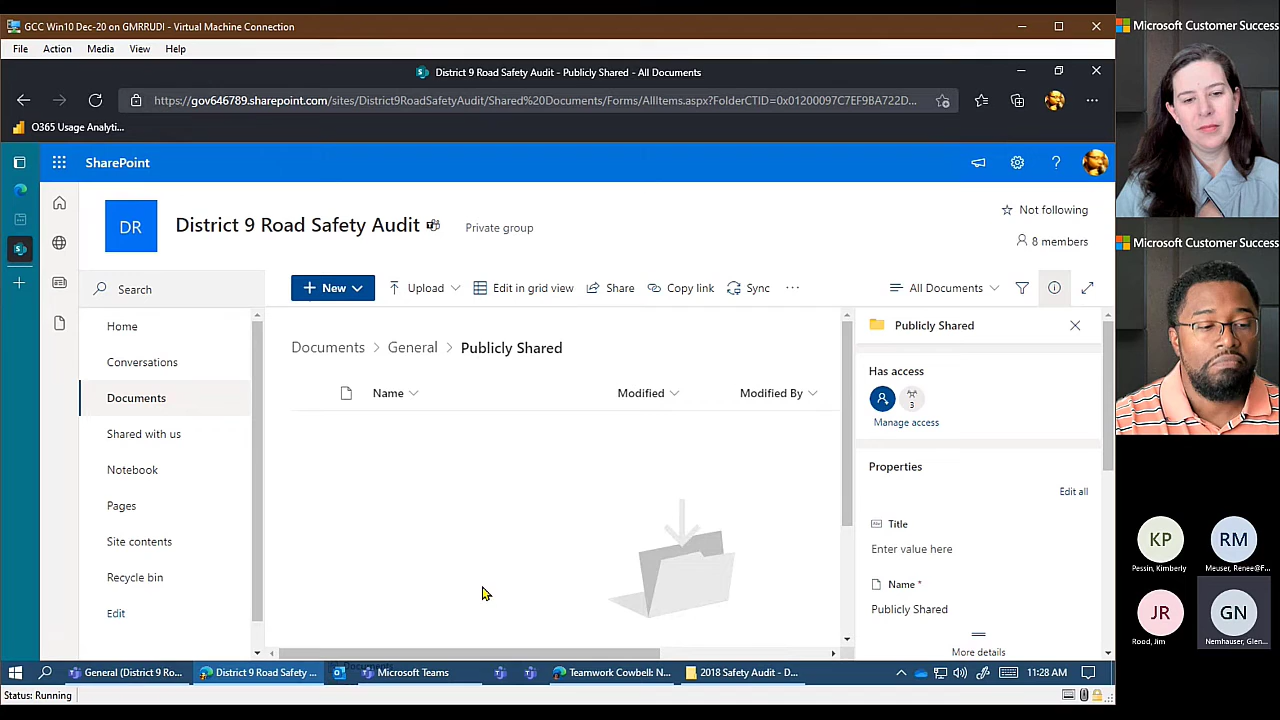 GCC Win10 Dec-20 on GMRRUDI - Virtual Machine Connection
File Action Media View Help
District 9 Road Safety Audit - Publicly Shared - All Documents
https://gov646789.sharepoint.com/sites/District9RoadSafetyAudit/Shared%20Documents/Forms/AllItems.aspx?FolderCTID=0x01200097C7EF9BA722D...
O365 Usage Analyti...
SharePoint
DR
District 9 Road Safety Audit
Private group
Not following
8 members
Search
New
Upload
Edit in grid view
Share
Copy link
Sync
All Documents
Home
Conversations
Documents
Shared with us
Notebook
Pages
Site contents
Recycle bin
Edit
Documents > General > Publicly Shared
Name
Modified
Modified By
Publicly Shared
Has access
3
Manage access
Properties
Edit all
Abc Title
Enter value here
Name *
Publicly Shared
More details
Documents
General (District 9 Ro...
District 9 Road Safety ...
Microsoft Teams
Teamwork Cowbell: N...
2018 Safety Audit - D...
11:28 AM
Status: Running
Microsoft Customer Success
Microsoft Customer Success
KP
Pessin, Kimberly
RM
Meuser, Renee@F...
JR
Rood, Jim
GN
Nemhauser, Glen...